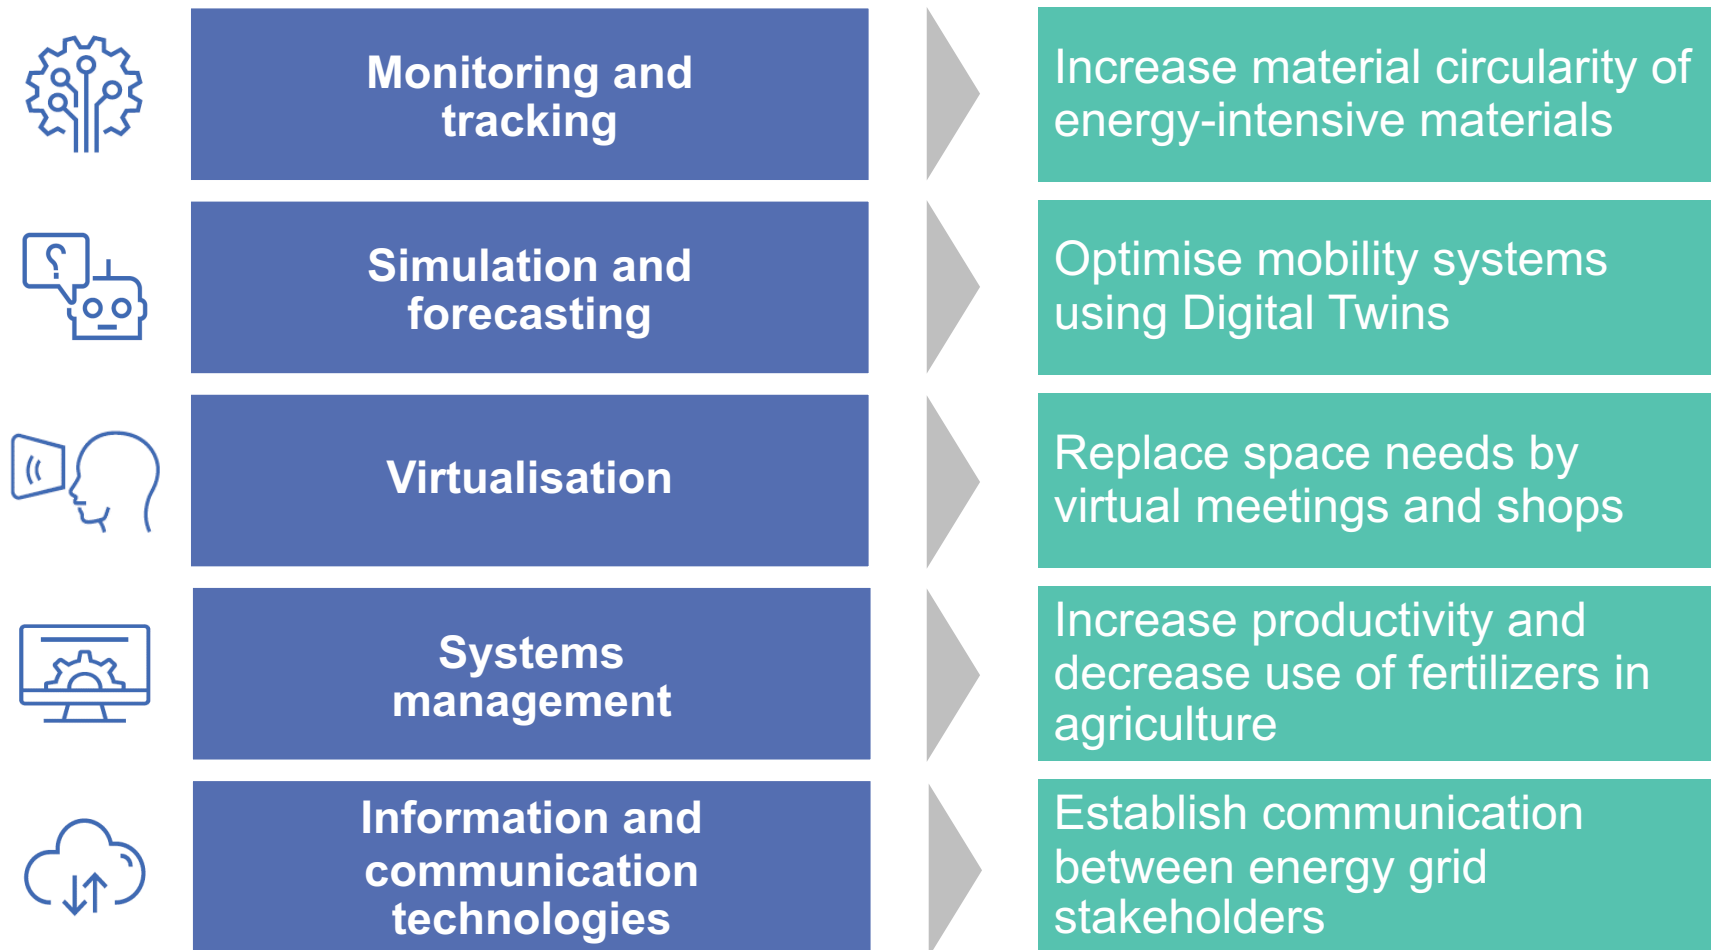 Monitoring and
tracking
Increase material circularity of
energy-intensive materials
?
Simulation and
forecasting
Optimise mobility systems
using Digital Twins
Virtualisation
Replace space needs by
virtual meetings and shops
Systems
management
Increase productivity and
decrease use of fertilizers in
agriculture
Information and
communication
technologies
Establish communication
between energy grid
stakeholders